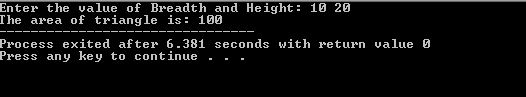 Enter the value of Breadth and Height: 10 20
The area of triangle is: 100
--------------------------------
Process exited after 6.381 seconds with return value 0
Press any key to continue . . .